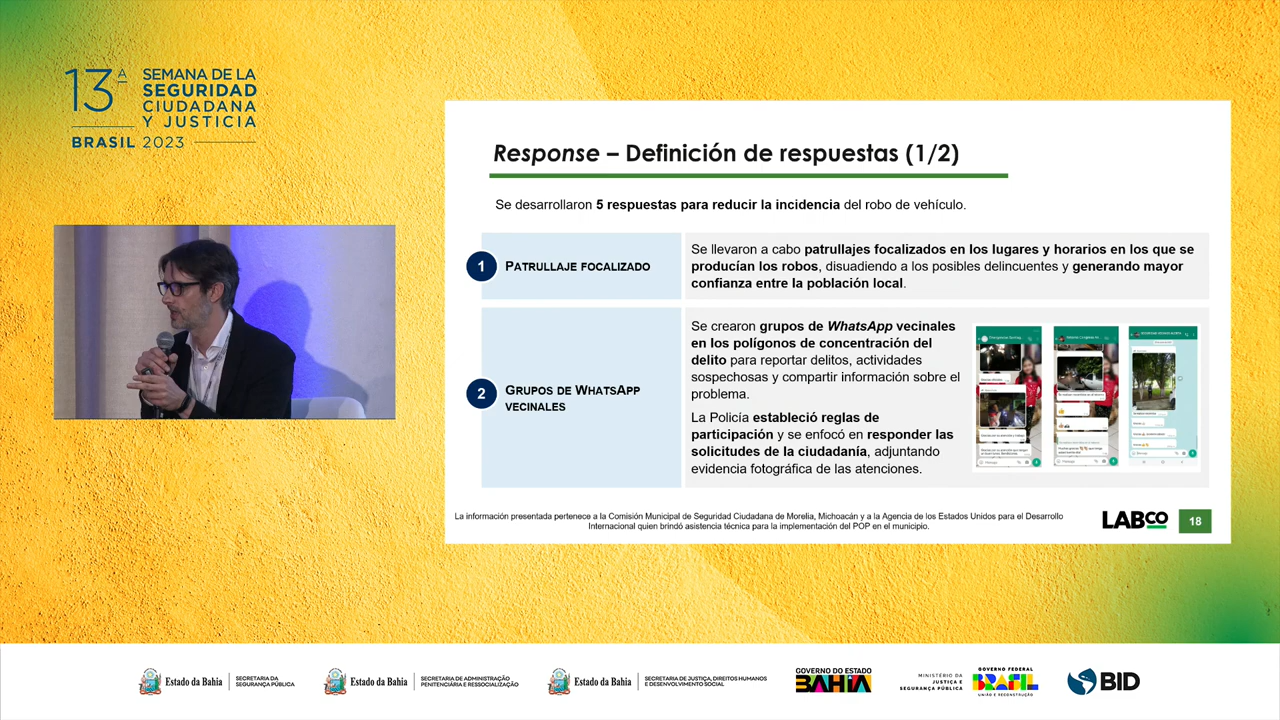 13ª
SEMANA DE LA
SEGURIDAD
CIUDADANA
Y JUSTICIA
BRASIL 2023
Response – Definición de respuestas (1/2)
Se desarrollaron 5 respuestas para reducir la incidencia del robo de vehículo.
1
PATRULLAJE FOCALIZADO
Se llevaron a cabo patrullajes focalizados en los lugares y horarios en los que se
producían los robos, disuadiendo a los posibles delincuentes y generando mayor
confianza entre la población local.
2
GRUPOS DE WHATSAPP
VECINALES
Se crearon grupos de WhatsApp vecinales
en los polígonos de concentración del
delito para reportar delitos, actividades
sospechosas y compartir información sobre el
problema.
La Policía estableció reglas de
participación y se enfocó en responder las
solicitudes de la ciudadanía, adjuntando
evidencia fotográfica de las atenciones.
La información presentada pertenece a la Comisión Municipal de Seguridad Ciudadana de Morelia, Michoacán y a la Agencia de los Estados Unidos para el Desarrollo
Internacional quien brindó asistencia técnica para la implementación del POP en el municipio.
LABCO
18
Estado da Bahia
SECRETARIA DA
SEGURANÇA PÚBLICA
Estado da Bahia
SECRETARIA DE ADMINISTRAÇÃO
PENITENCIÁRIA E RESSOCIALIZAÇÃO
Estado da Bahia
SECRETARIA DE JUSTIÇA, DIREITOS HUMANOS
E DESENVOLVIMENTO SOCIAL
GOVERNO DO ESTADO
BAHIA
MINISTÉRIO DA
JUSTIÇA E
SEGURANÇA PÚBLICA
GOVERNO FEDERAL
BRASIL
UNIÃO E RECONSTRUÇÃO
BID